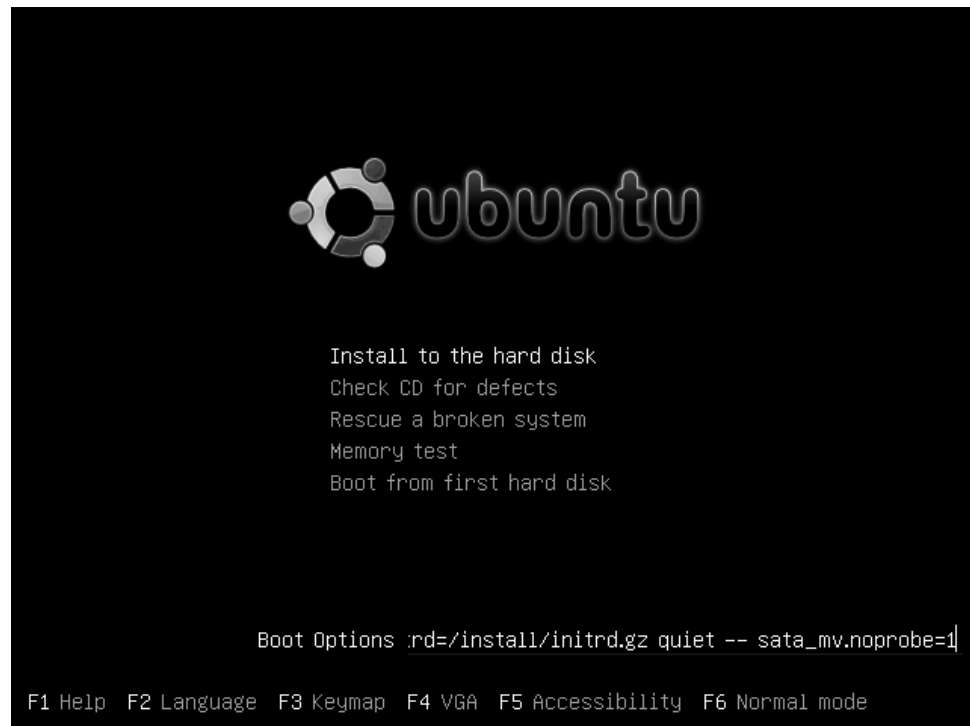 ubuntu
Install to the hard disk
Check CD for defects
Rescue a broken system
Memory test
Boot from first hard disk
Boot Options :rd=/install/initrd.gz quiet -- sata_mv.noprobe=1
F1 Help F2 Language F3 Keymap F4 VGA F5 Accessibility F6 Normal mode